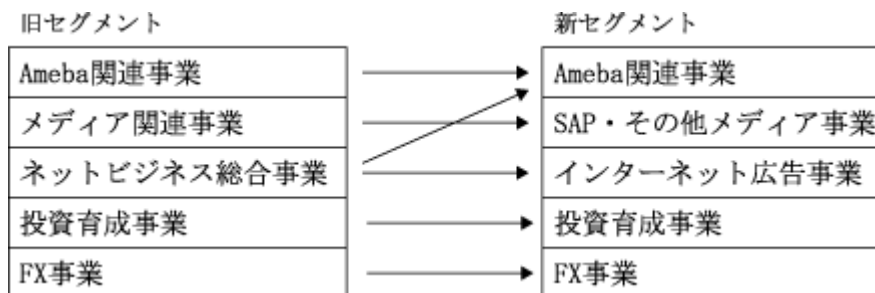 旧セグメント
新セグメント
Ameba関連事業
Ameba関連事業
メディア関連事業
SAP・その他メディア事業
ネットビジネス総合事業
インターネット広告事業
投資育成事業
投資育成事業
FX事業
FX事業